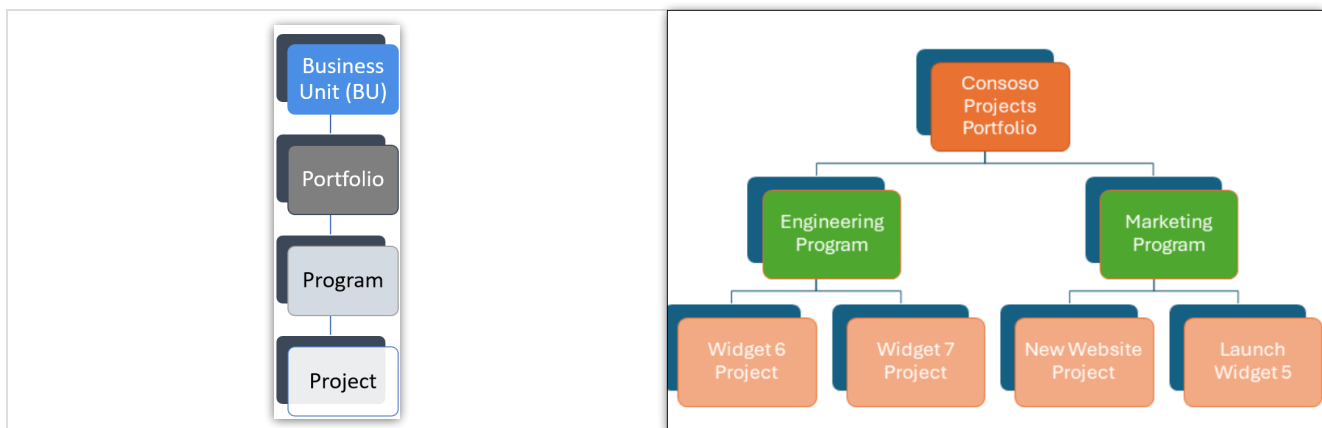 Business
Unit (BU)
Portfolio
Program
Project
Consoso
Projects
Portfolio
Engineering
Program
Marketing
Program
Widget 6
Project
Widget 7
Project
New Website
Project
Launch
Widget 5